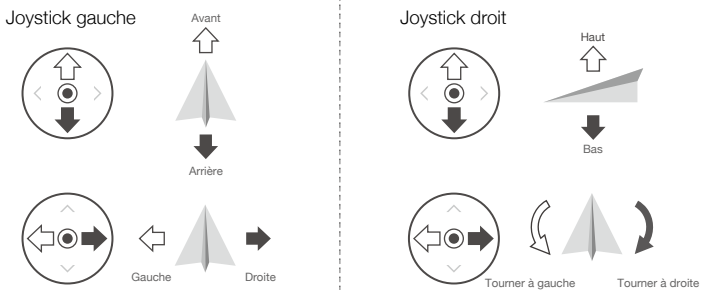 Joystick gauche
Avant
Arrière
Gauche
Droite
Joystick droit
Haut
Bas
Tourner à gauche
Tourner à droite